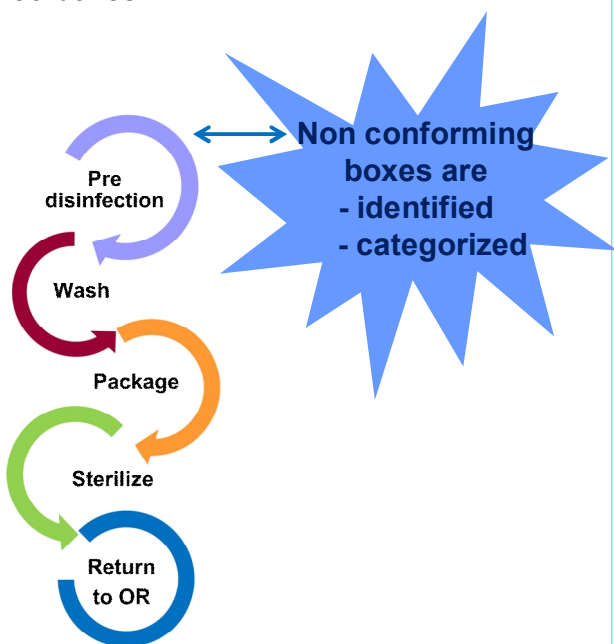 Non conforming
boxes are
- identified
- categorized
Pre
disinfection
Wash
Package
Sterilize
Return
to OR